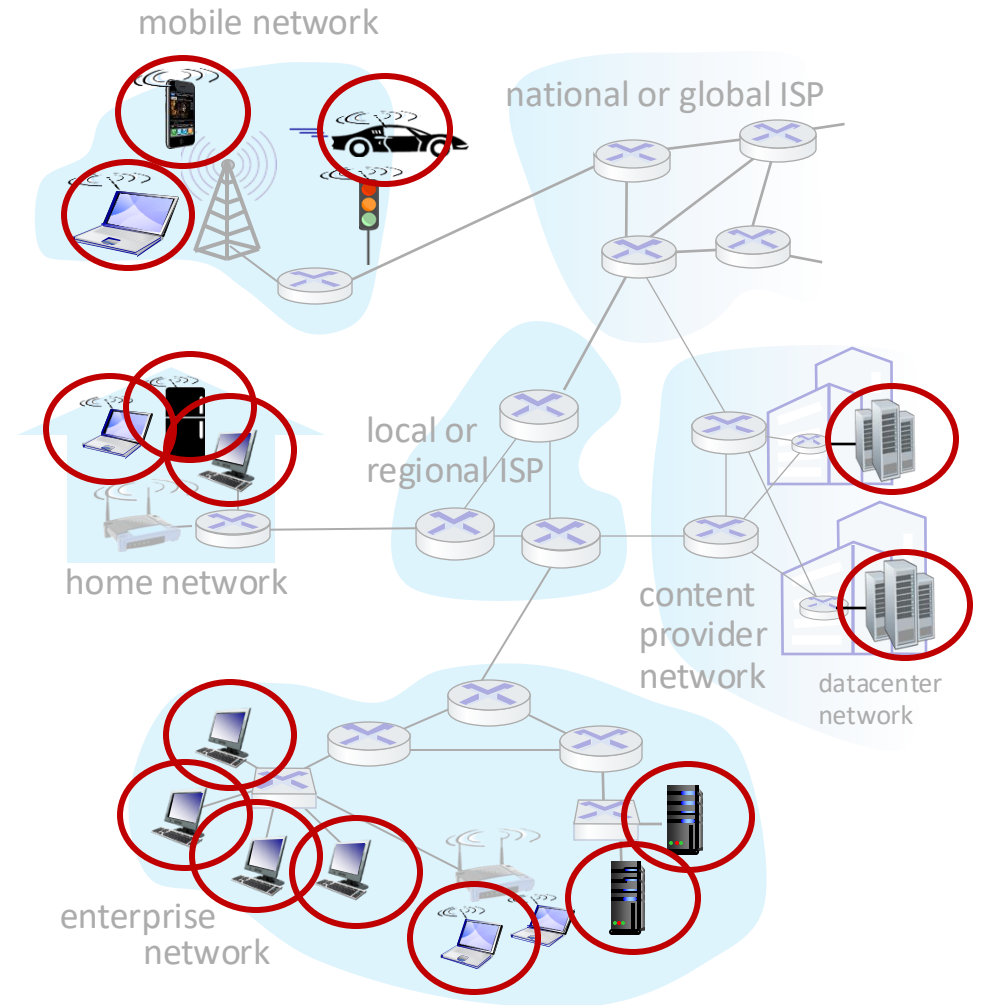 mobile network
national or global ISP
local or
regional ISP
home network
content
provider
network
datacenter
network
enterprise
network